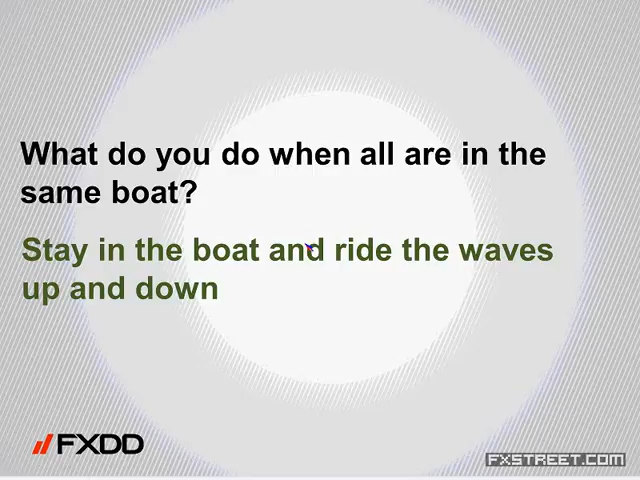 What do you do when all are in the
same boat?
Stay in the boat and ride the waves
up and down
FXDD
FXSTREET.COM